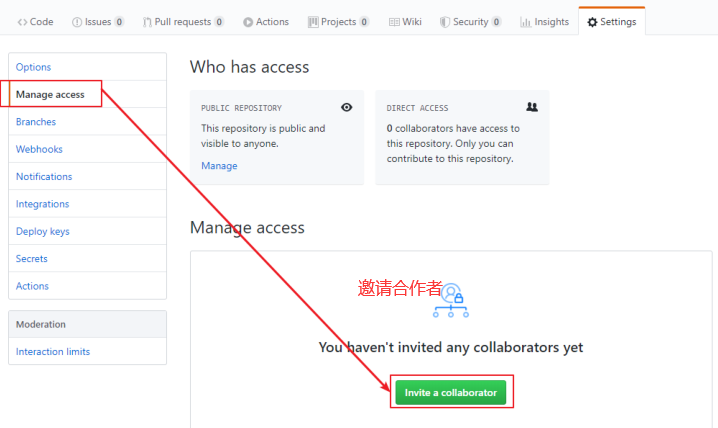 Code Issues 0 Pull requests 0 Actions Projects 0 Wiki Security 0 Insights Settings
Options
Manage access
Branches
Webhooks
Notifications
Integrations
Deploy keys
Secrets
Actions
Moderation
Interaction limits
Who has access
PUBLIC REPOSITORY
This repository is public and
visible to anyone.
Manage
DIRECT ACCESS
0 collaborators have access to
this repository. Only you can
contribute to this repository.
Manage access
邀请合作者
You haven't invited any collaborators yet
Invite a collaborator